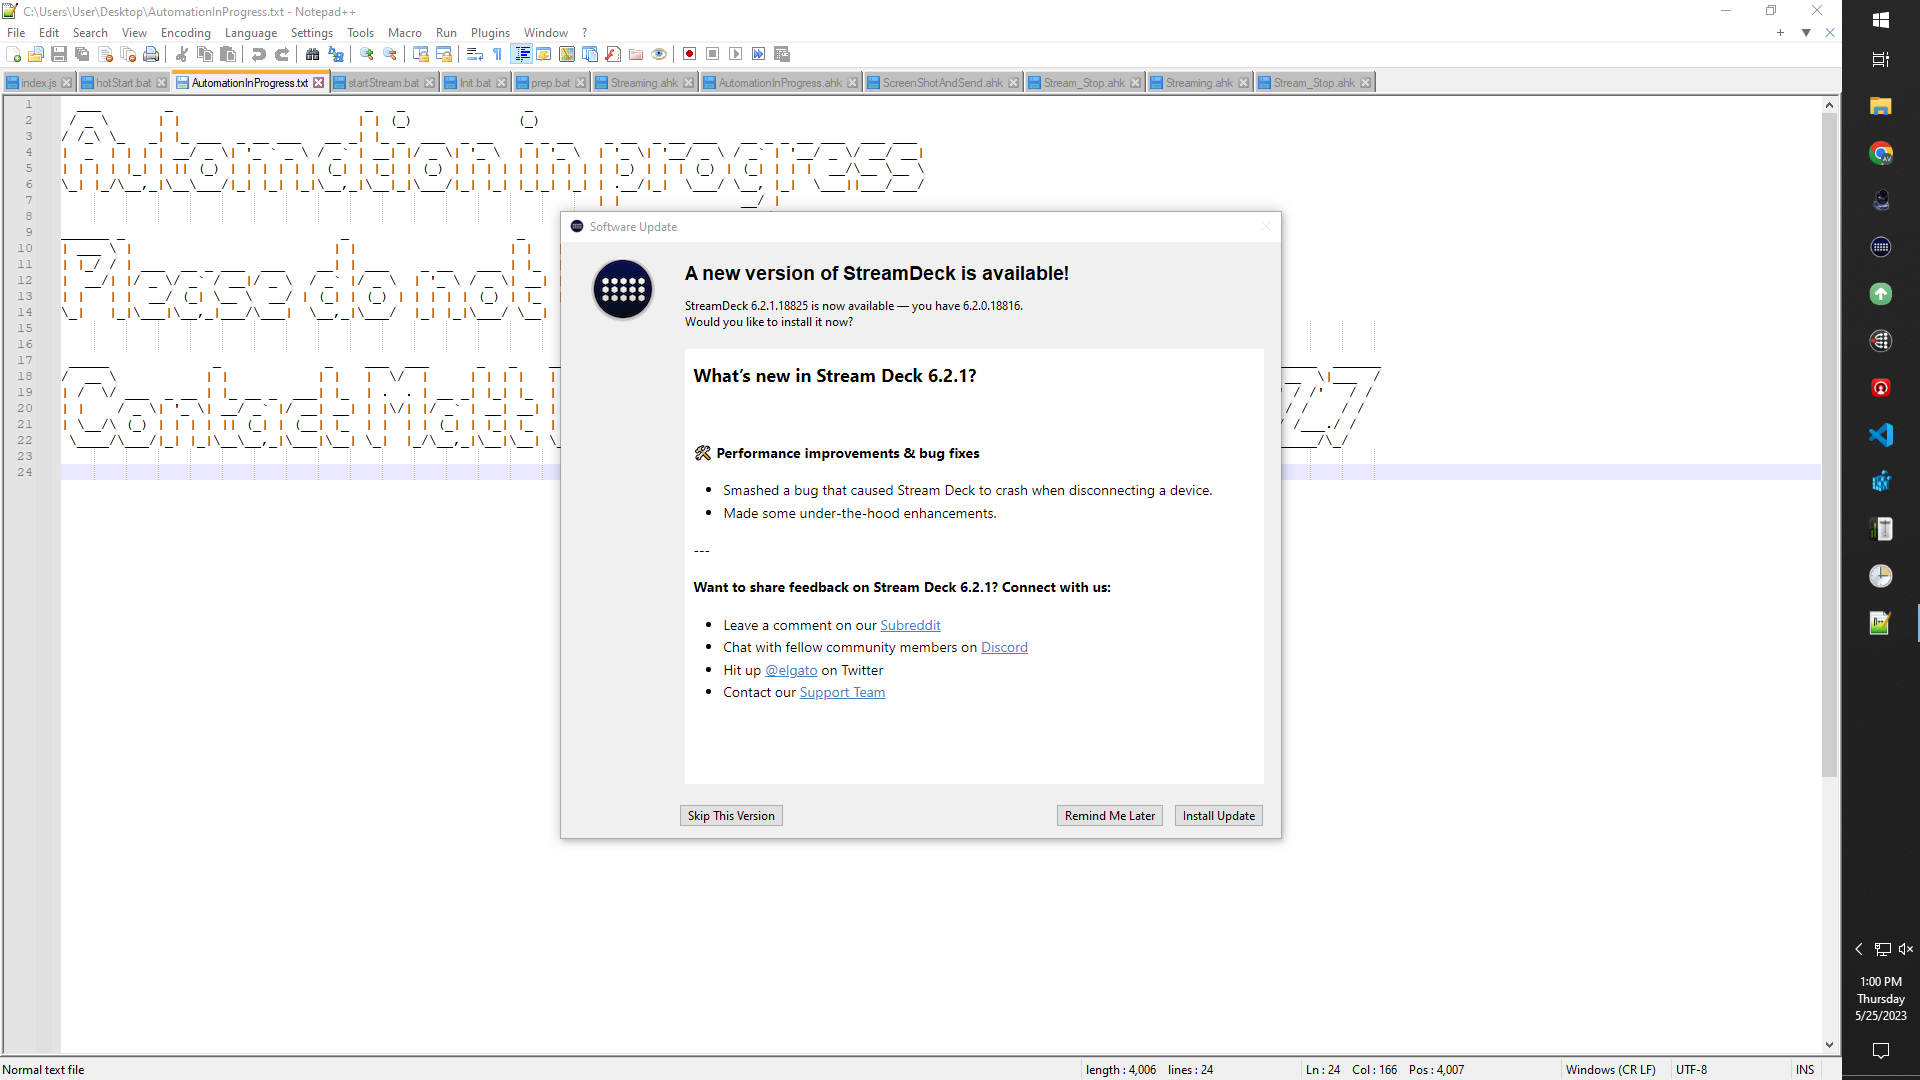 C:\Users\User\Desktop\AutomationInProgress.txt - Notepad++
File Edit Search View Encoding Language Settings Tools Macro Run Plugins Window ?
index.js hotStart.bat AutomationInProgress.txt startStream.bat Init.bat prep.bat Streaming.ahk AutomationInProgress.ahk ScreenShotAndSend.ahk Stream_Stop.ahk Streaming.ahk Stream_Stop.ahk
1
2
3
4
5
6
7
8
9
10
11
12
13
14
15
16
17
18
19
20
21
22
23
24
Automation in progress
Please do not
Contact Matt
27
Software Update
A new version of StreamDeck is available!
StreamDeck 6.2.1.18825 is now available — you have 6.2.0.18816.
Would you like to install it now?
What's new in Stream Deck 6.2.1?
🛠 Performance improvements & bug fixes
• Smashed a bug that caused Stream Deck to crash when disconnecting a device.
• Made some under-the-hood enhancements.
---
Want to share feedback on Stream Deck 6.2.1? Connect with us:
• Leave a comment on our Subreddit
• Chat with fellow community members on Discord
• Hit up @elgato on Twitter
• Contact our Support Team
Skip This Version Remind Me Later Install Update
1:00 PM
Thursday
5/25/2023
Normal text file length : 4,006 lines : 24 Ln : 24 Col : 166 Pos : 4,007 Windows (CR LF) UTF-8 INS